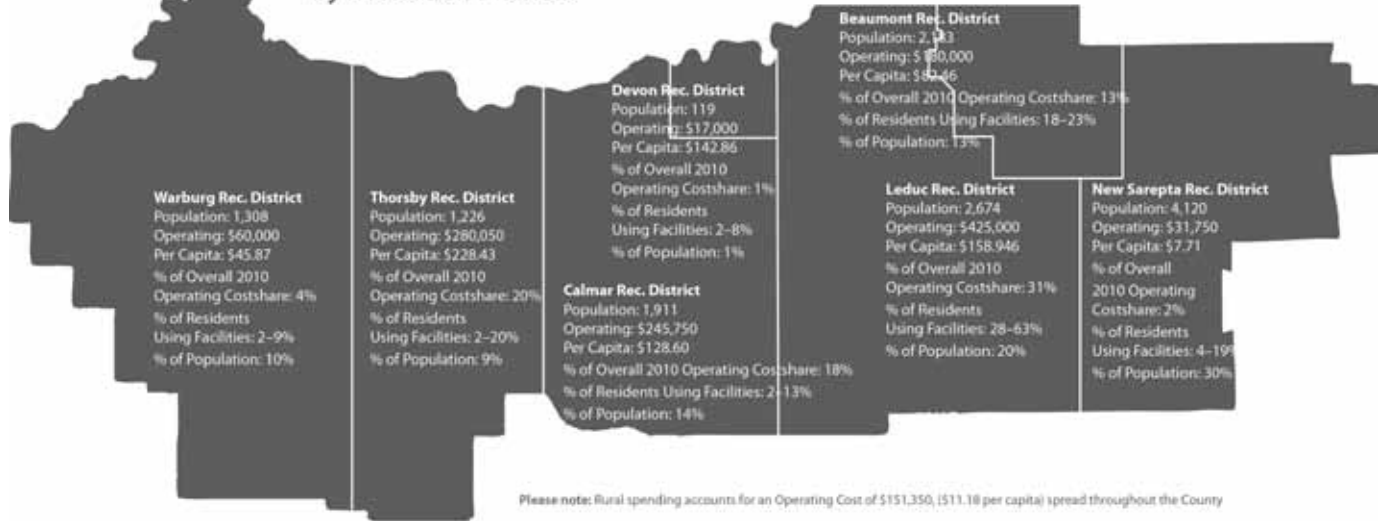 Beaumont Rec. District
Population: 2,183
Operating: $180,000
Per Capita: $82.46
% of Overall 2010 Operating Costshare: 13%
% of Residents Using Facilities: 18–23%
% of Population: 13%
Devon Rec. District
Population: 119
Operating: $17,000
Per Capita: $142.86
% of Overall 2010
Operating Costshare: 1%
% of Residents
Using Facilities: 2–8%
% of Population: 1%
Warburg Rec. District
Population: 1,308
Operating: $60,000
Per Capita: $45.87
% of Overall 2010
Operating Costshare: 4%
% of Residents
Using Facilities: 2–9%
% of Population: 10%
Thorsby Rec. District
Population: 1,226
Operating: $280,050
Per Capita: $228.43
% of Overall 2010
Operating Costshare: 20%
% of Residents
Using Facilities: 2–20%
% of Population: 9%
Calmar Rec. District
Population: 1,911
Operating: $245,750
Per Capita: $128.60
% of Overall 2010 Operating Costshare: 18%
% of Residents Using Facilities: 2–13%
% of Population: 14%
Leduc Rec. District
Population: 2,674
Operating: $425,000
Per Capita: $158.946
% of Overall 2010
Operating Costshare: 31%
% of Residents
Using Facilities: 28–63%
% of Population: 20%
New Sarepta Rec. District
Population: 4,120
Operating: $31,750
Per Capita: $7.71
% of Overall
2010 Operating
Costshare: 2%
% of Residents
Using Facilities: 4–19%
% of Population: 30%
Please note: Rural spending accounts for an Operating Cost of $151,350, ($11.18 per capita) spread throughout the County